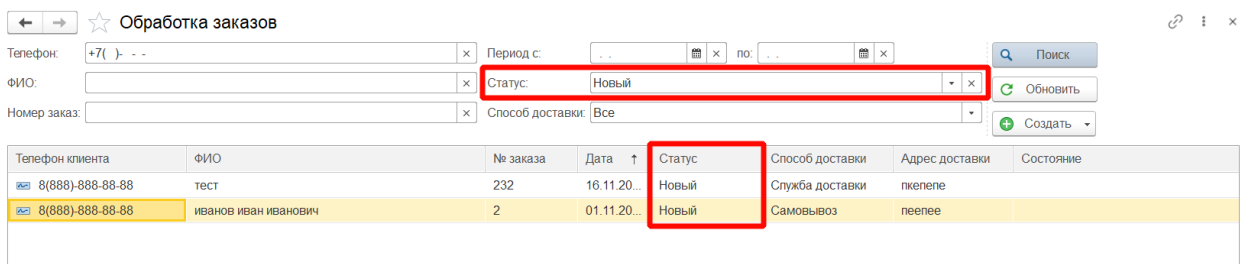 Обработка заказов
Телефон: +7( )- - - Период с: . . по: . . Поиск
ФИО: Статус: Новый Обновить
Номер заказ: Способ доставки: Все Создать
Телефон клиента ФИО № заказа Дата ↑ Статус Способ доставки Адрес доставки Состояние
8(888)-888-88-88 тест 232 16.11.20... Новый Служба доставки пкепепе
8(888)-888-88-88 иванов иван иванович 2 01.11.20... Новый Самовывоз пеепее